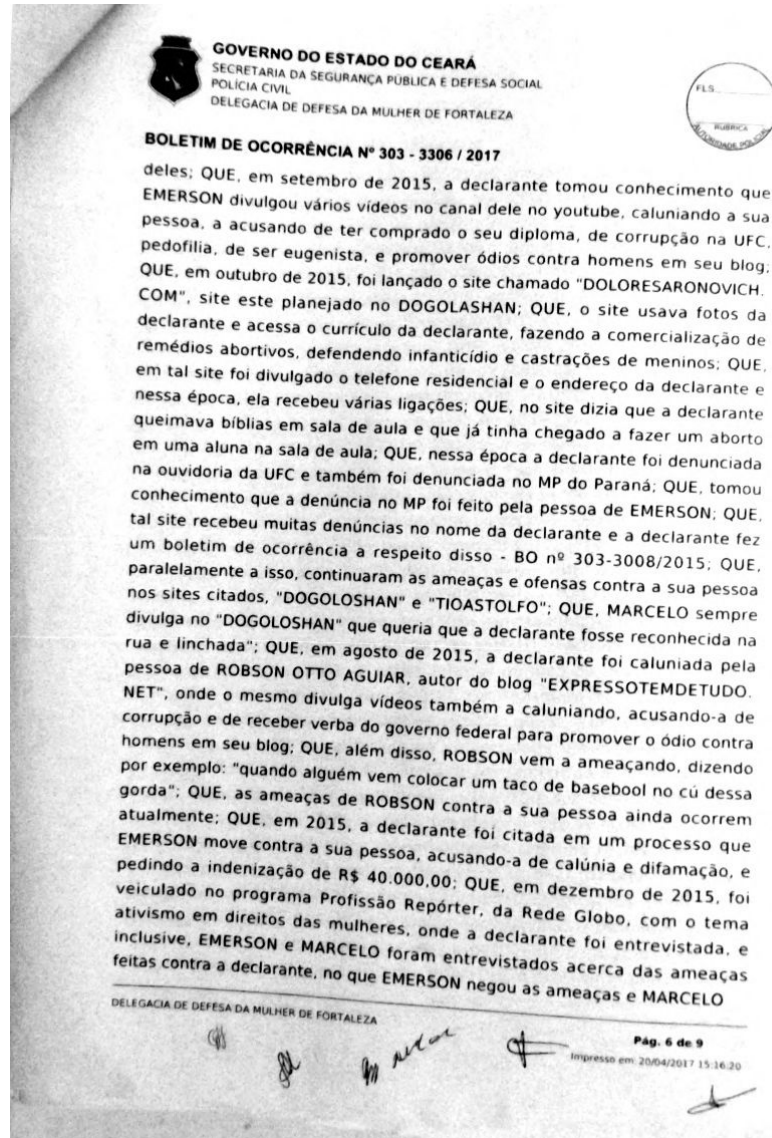 GOVERNO DO ESTADO DO CEARÁ
SECRETARIA DA SEGURANÇA PÚBLICA E DEFESA SOCIAL
POLÍCIA CIVIL
DELEGACIA DE DEFESA DA MULHER DE FORTALEZA
FLS.
RUBRICA
AUTORIDADE POLICIAL
BOLETIM DE OCORRÊNCIA Nº 303 - 3306 / 2017
deles; QUE, em setembro de 2015, a declarante tomou conhecimento que
EMERSON divulgou vários vídeos no canal dele no youtube, caluniando a sua
pessoa, a acusando de ter comprado o seu diploma, de corrupção na UFC,
pedofilia, de ser eugenista, e promover ódios contra homens em seu blog;
QUE, em outubro de 2015, foi lançado o site chamado "DOLORESARONOVICH.
COM", site este planejado no DOGOLASHAN; QUE, o site usava fotos da
declarante e acessa o currículo da declarante, fazendo a comercialização de
remédios abortivos, defendendo infanticídio e castrações de meninos; QUE,
em tal site foi divulgado o telefone residencial e o endereço da declarante e
nessa época, ela recebeu várias ligações; QUE, no site dizia que a declarante
queimava bíblias em sala de aula e que já tinha chegado a fazer um aborto
em uma aluna na sala de aula; QUE, nessa época a declarante foi denunciada
na ouvidoria da UFC e também foi denunciada no MP do Paraná; QUE, tomou
conhecimento que a denúncia no MP foi feito pela pessoa de EMERSON; QUE,
tal site recebeu muitas denúncias no nome da declarante e a declarante fez
um boletim de ocorrência a respeito disso - BO nº 303-3008/2015; QUE,
paralelamente a isso, continuaram as ameaças e ofensas contra a sua pessoa
nos sites citados, "DOGOLOSHAN" e "TIOASTOLFO"; QUE, MARCELO sempre
divulga no "DOGOLOSHAN" que queria que a declarante fosse reconhecida na
rua e linchada"; QUE, em agosto de 2015, a declarante foi caluniada pela
pessoa de ROBSON OTTO AGUIAR, autor do blog "EXPRESSOTEMDETUDO.
NET", onde o mesmo divulga vídeos também a caluniando, acusando-a de
corrupção e de receber verba do governo federal para promover o ódio contra
homens em seu blog; QUE, além disso, ROBSON vem a ameaçando, dizendo
por exemplo: "quando alguém vem colocar um taco de basebool no cú dessa
gorda"; QUE, as ameaças de ROBSON contra a sua pessoa ainda ocorrem
atualmente; QUE, em 2015, a declarante foi citada em um processo que
EMERSON move contra a sua pessoa, acusando-a de calúnia e difamação, e
pedindo a indenização de R$ 40.000,00; QUE, em dezembro de 2015, foi
veiculado no programa Profissão Repórter, da Rede Globo, com o tema
ativismo em direitos das mulheres, onde a declarante foi entrevistada, e
inclusive, EMERSON e MARCELO foram entrevistados acerca das ameaças
feitas contra a declarante, no que EMERSON negou as ameaças e MARCELO
DELEGACIA DE DEFESA DA MULHER DE FORTALEZA
Pág. 6 de 9
Impresso em: 20/04/2017 15:16:20